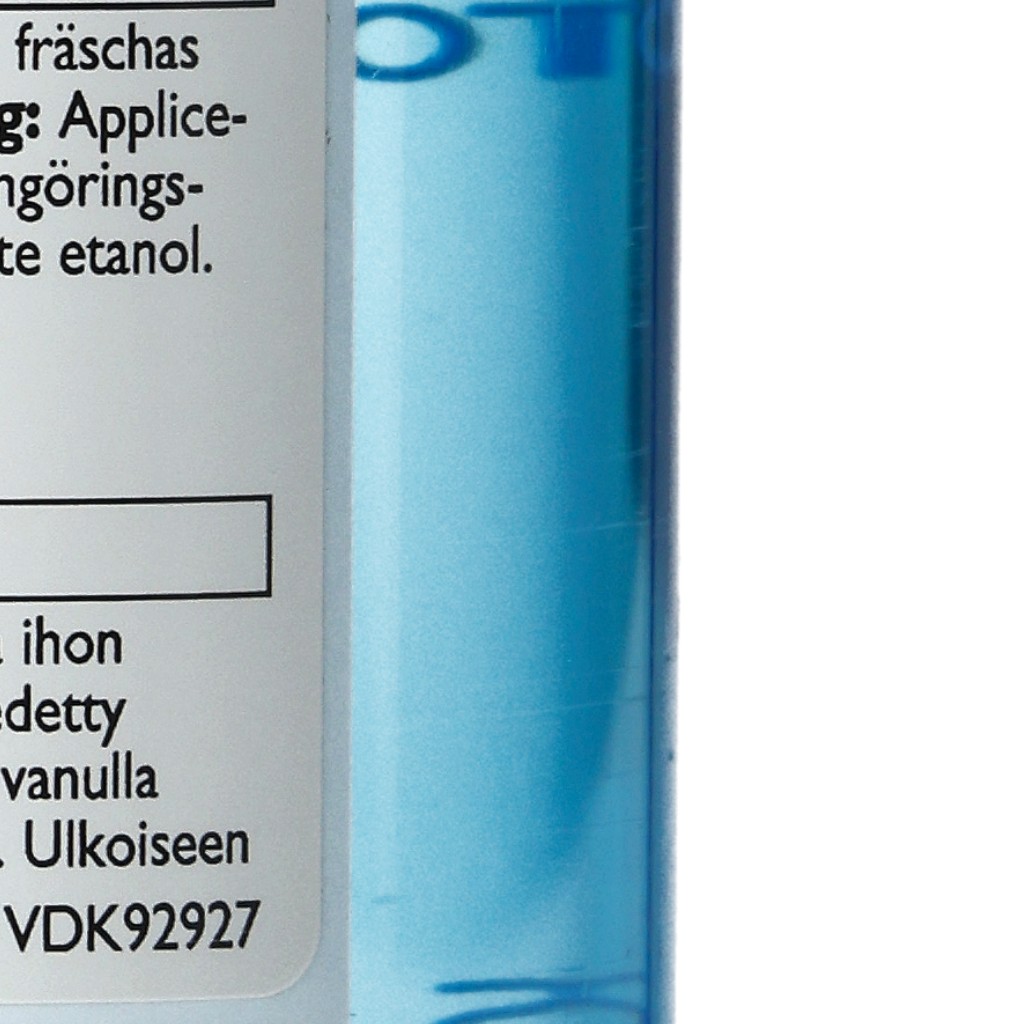 fräschas
g: Applice-
ngörings-
te etanol.
ihon
edetty
vanulla
. Ulkoiseen
VDK92927